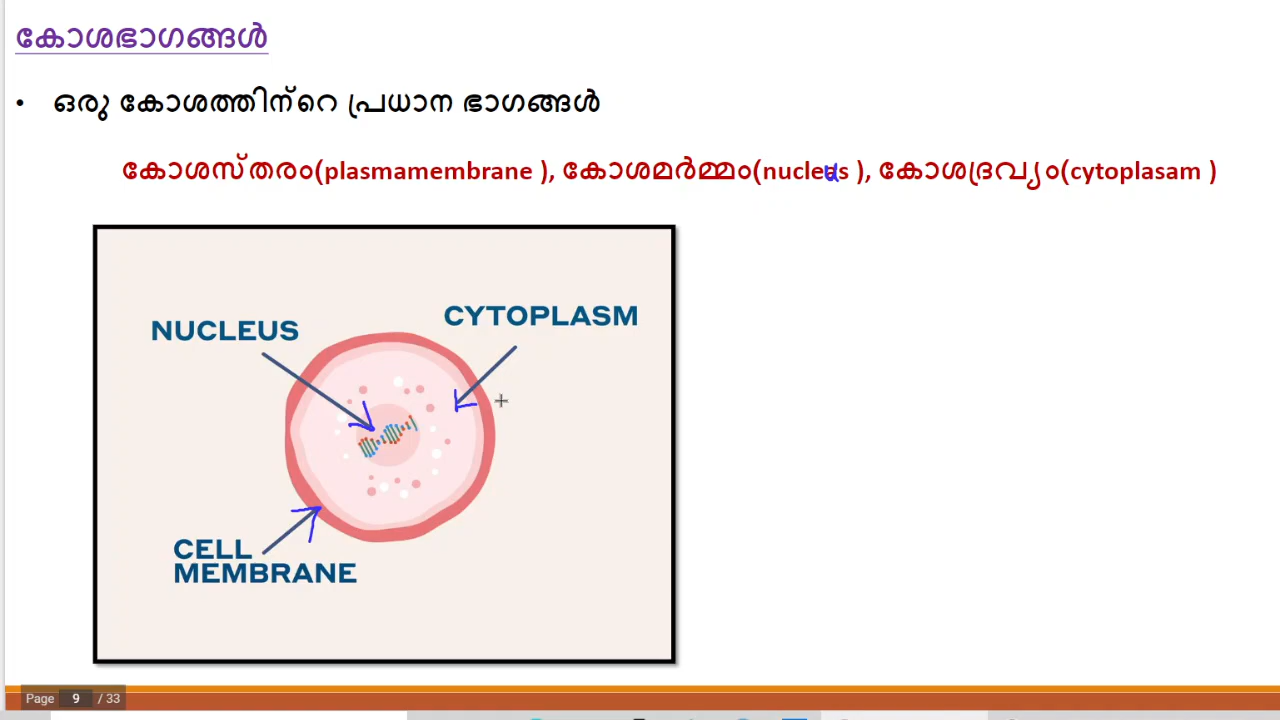 കോശഭാഗങ്ങൾ
• ഒരു കോശത്തിന്റെ പ്രധാന ഭാഗങ്ങൾ
കോശസ്തരം(plasmamembrane ), കോശമർമ്മം(nucleus ), കോശദ്രവ്യം(cytoplasam )
NUCLEUS
CYTOPLASM
CELL
MEMBRANE
Page 9 / 33